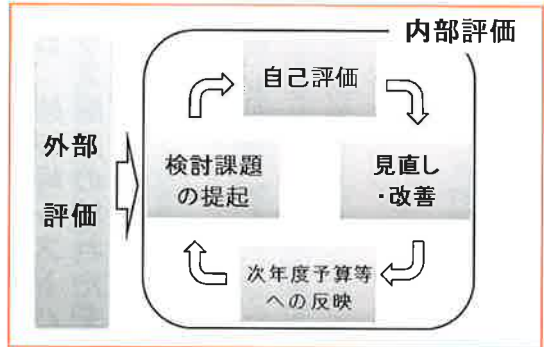 内部評価
自己評価
外部
評価
検討課題
の提起
見直し
・改善
次年度予算等
への反映